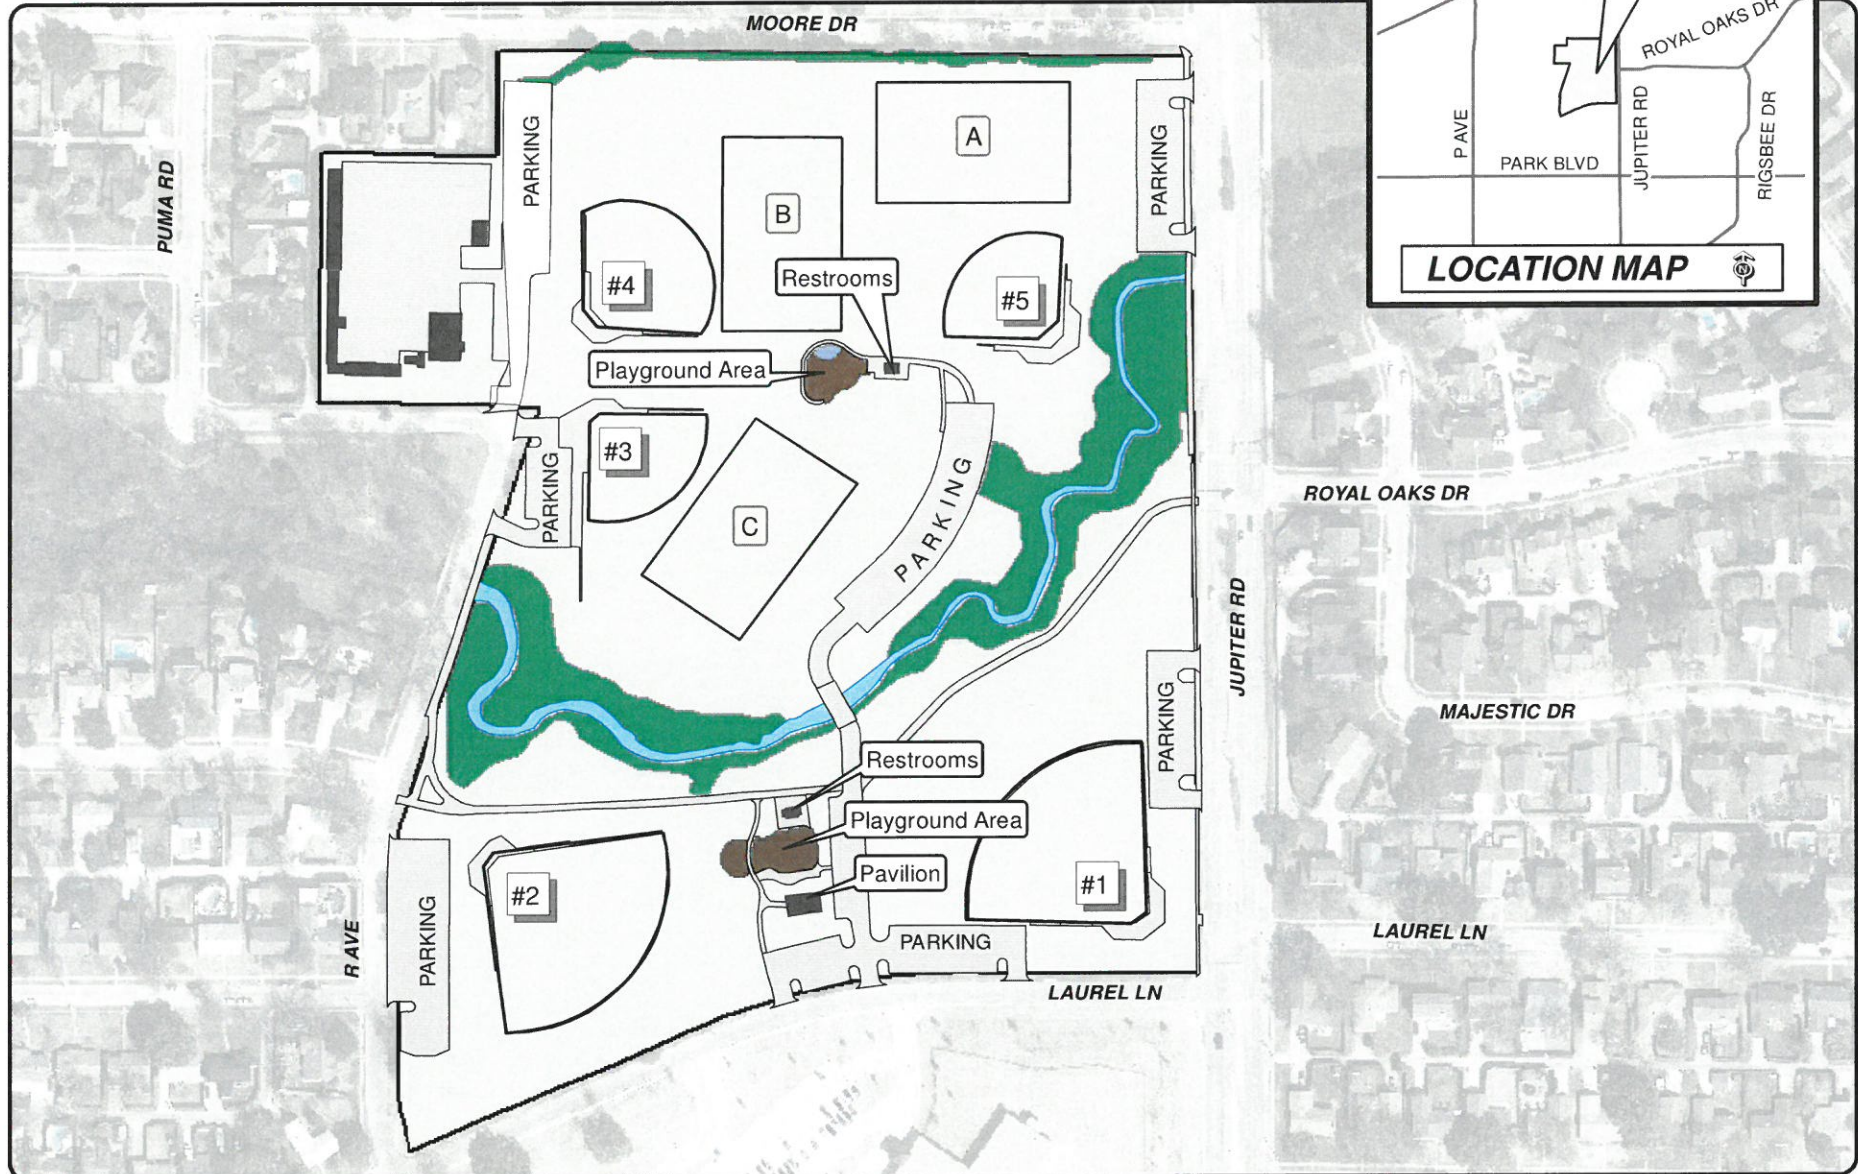 MOORE DR
ROYAL OAKS DR
P AVE
JUPITER RD
RIGSBEE DR
PARK BLVD
LOCATION MAP
N
PUMA RD
PARKING
A
PARKING
B
#4
Restrooms
#5
Playground Area
#3
PARKING
C
PARKING
ROYAL OAKS DR
JUPITER RD
PARKING
MAJESTIC DR
Restrooms
Playground Area
Pavilion
#2
#1
R AVE
PARKING
PARKING
LAUREL LN
LAUREL LN